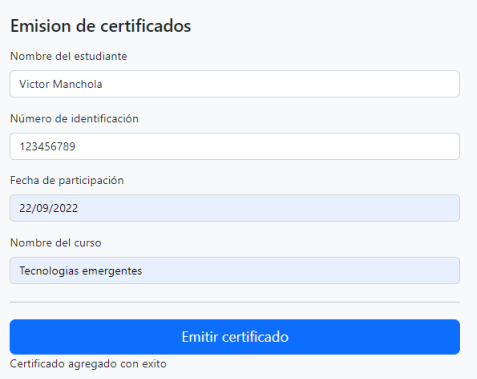 Emision de certificados
Nombre del estudiante
Victor Manchola
Número de identificación
123456789
Fecha de participación
22/09/2022
Nombre del curso
Tecnologias emergentes
Emitir certificado
Certificado agregado con exito